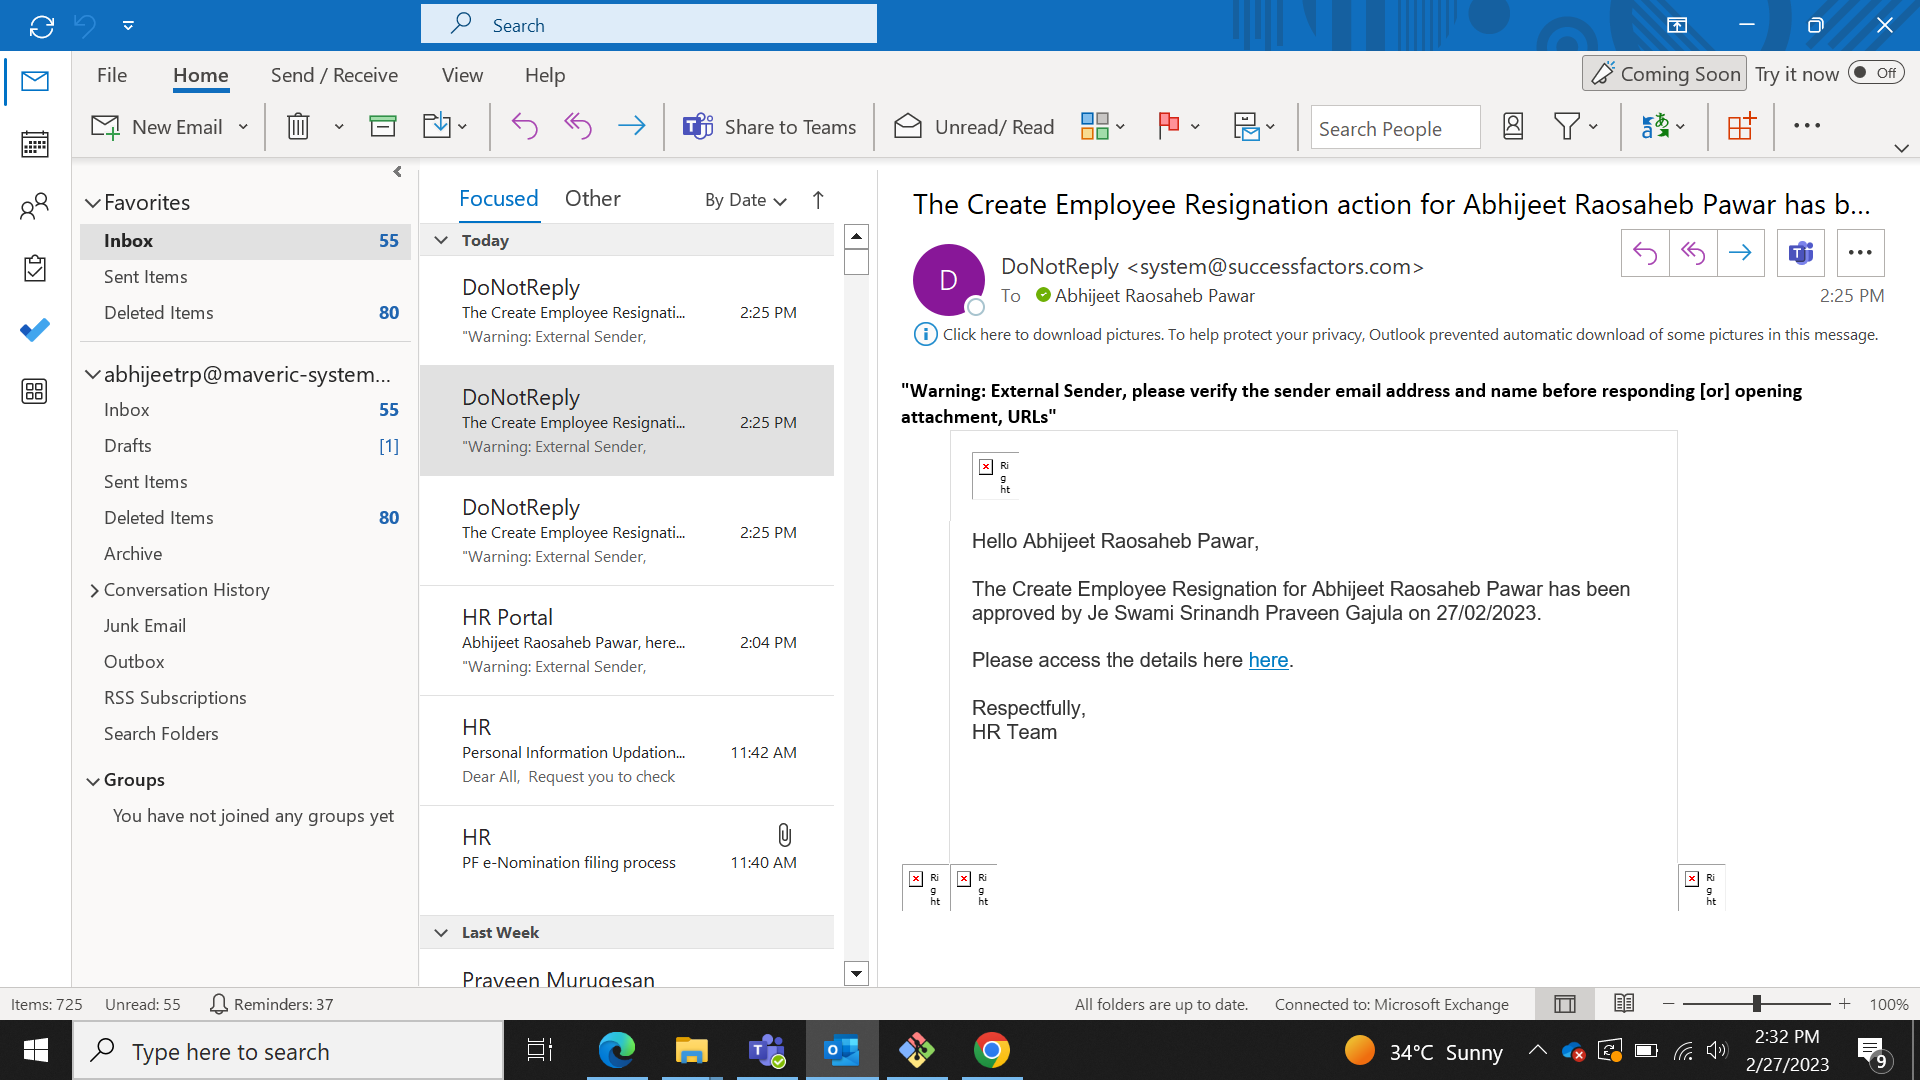 Search
File
Home
Send / Receive
View
Help
Coming Soon
Try it now
Off
New Email
Share to Teams
Unread/ Read
Search People
Favorites
Inbox 55
Sent Items
Deleted Items 80
abhijeetrp@maveric-system...
Inbox 55
Drafts [1]
Sent Items
Deleted Items 80
Archive
Conversation History
Junk Email
Outbox
RSS Subscriptions
Search Folders
Groups
You have not joined any groups yet
Focused Other By Date
Today
DoNotReply
The Create Employee Resignati... 2:25 PM
"Warning: External Sender,
DoNotReply
The Create Employee Resignati... 2:25 PM
"Warning: External Sender,
DoNotReply
The Create Employee Resignati... 2:25 PM
"Warning: External Sender,
HR Portal
Abhijeet Raosaheb Pawar, here... 2:04 PM
"Warning: External Sender,
HR
Personal Information Updation... 11:42 AM
Dear All, Request you to check
HR
PF e-Nomination filing process 11:40 AM
Last Week
Praveen Murugesan
The Create Employee Resignation action for Abhijeet Raosaheb Pawar has b...
D
DoNotReply <system@successfactors.com>
To Abhijeet Raosaheb Pawar
2:25 PM
Click here to download pictures. To help protect your privacy, Outlook prevented automatic download of some pictures in this message.
"Warning: External Sender, please verify the sender email address and name before responding [or] opening
attachment, URLs"
Ri
g
ht
Hello Abhijeet Raosaheb Pawar,
The Create Employee Resignation for Abhijeet Raosaheb Pawar has been
approved by Je Swami Srinandh Praveen Gajula on 27/02/2023.
Please access the details here here.
Respectfully,
HR Team
Ri
g
ht
Ri
g
ht
Ri
g
ht
Items: 725
Unread: 55
Reminders: 37
All folders are up to date.
Connected to: Microsoft Exchange
100%
Type here to search
34°C Sunny
2:32 PM
2/27/2023
9